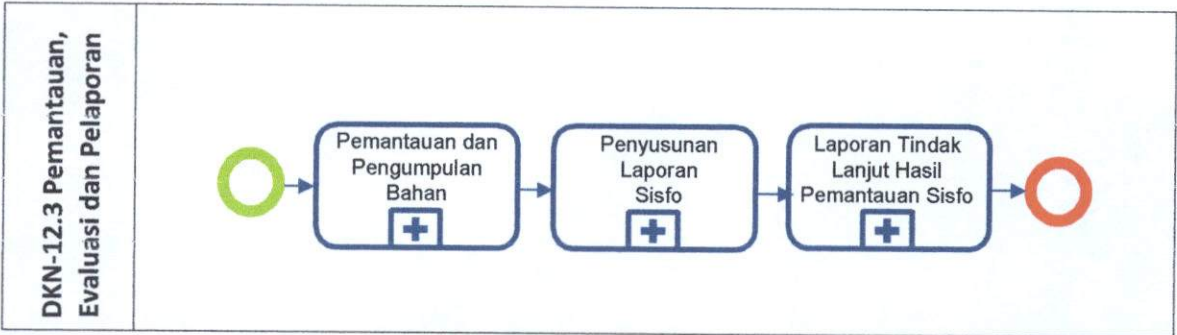 DKN-12.3 Pemantauan,
Evaluasi dan Pelaporan
Pemantauan dan
Pengumpulan
Bahan
Penyusunan
Laporan
Sisfo
Laporan Tindak
Lanjut Hasil
Pemantauan Sisfo